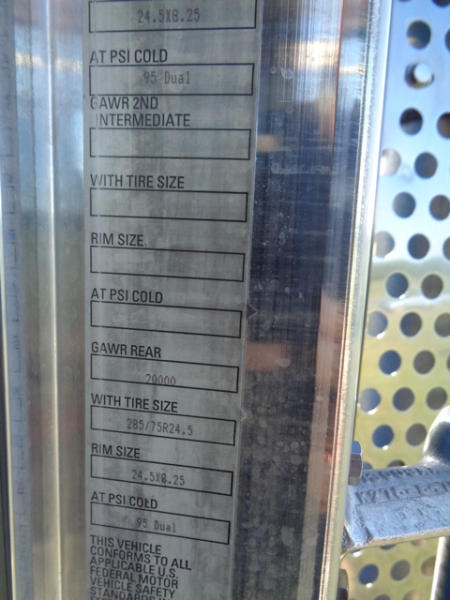 24.5X8.25
AT PSI COLD
95 Dual
GAWR 2ND
INTERMEDIATE
WITH TIRE SIZE
RIM SIZE
AT PSI COLD
GAWR REAR
20000
WITH TIRE SIZE
285/75R24.5
RIM SIZE
24.5X8.25
AT PSI COLD
95 Dual
THIS VEHICLE
CONFORMS TO ALL
APPLICABLE U.S.
FEDERAL MOTOR
VEHICLE SAFETY
STANDARDS